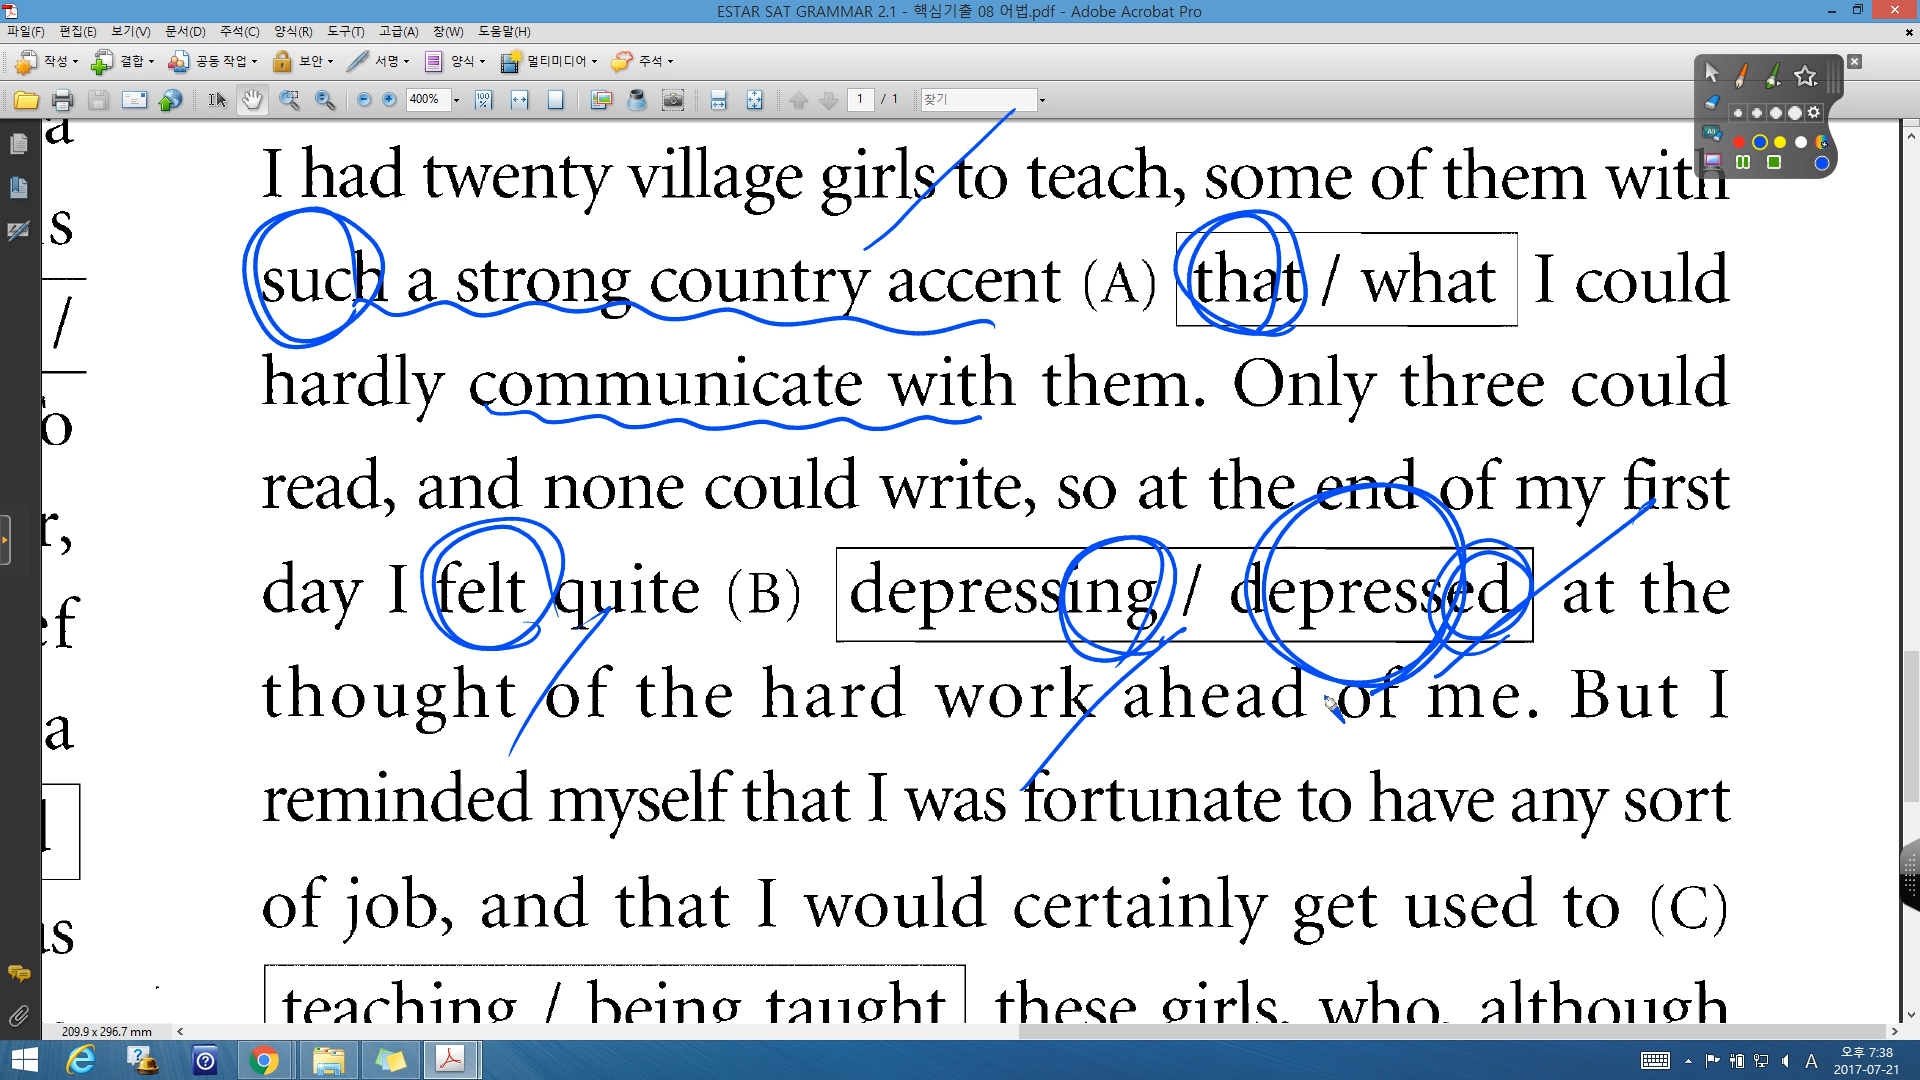 ESTAR SAT GRAMMAR 2.1 - 핵심기출 08 어법.pdf - Adobe Acrobat Pro
파일(F) 편집(E) 보기(V) 문서(D) 주석(C) 양식(R) 도구(T) 고급(A) 창(W) 도움말(H)
작성 결합 공동 작업 보안 서명 양식 멀티미디어 주석
400% 1 / 1 찾기
a
I had twenty village girls to teach, some of them with
s
such a strong country accent (A) that / what I could
/
hardly communicate with them. Only three could
o
read, and none could write, so at the end of my first
r,
day I felt quite (B) depressing / depressed at the
ef
thought of the hard work ahead of me. But I
a
reminded myself that I was fortunate to have any sort
of job, and that I would certainly get used to (C)
as
teaching / being taught these girls, who, although
209.9 x 296.7 mm
A 오후 7:38
2017-07-21